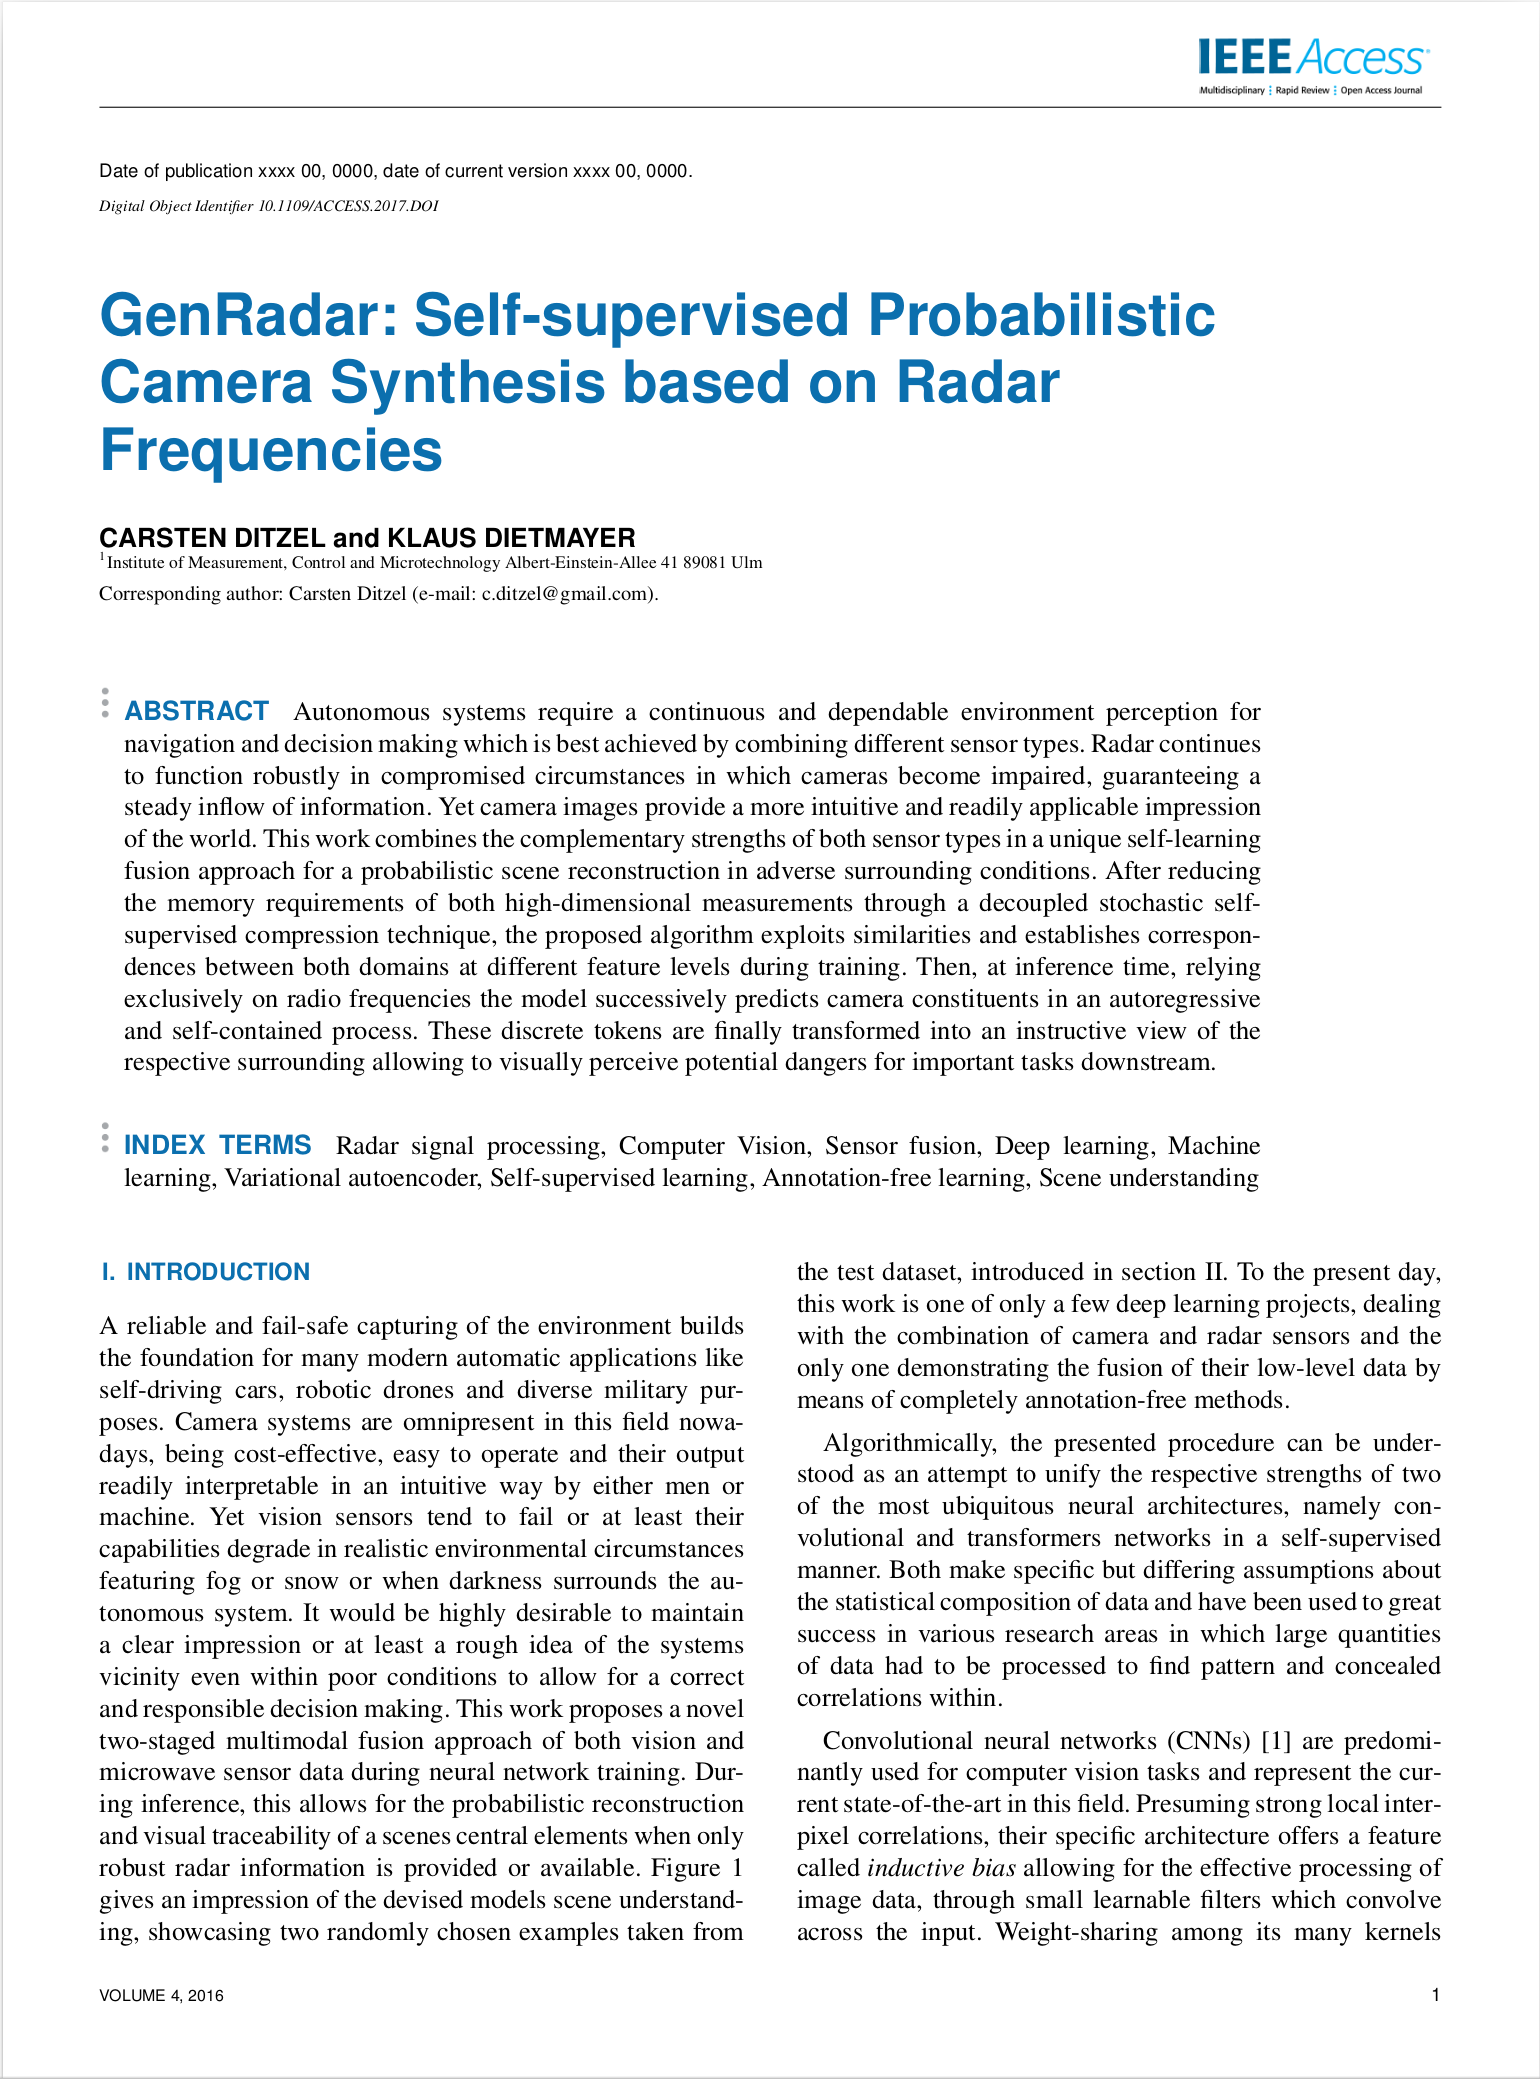 IEEE Access
Multidisciplinary Rapid Review Open Access Journal
Date of publication xxxx 00, 0000, date of current version xxxx 00, 0000.
Digital Object Identifier 10.1109/ACCESS.2017.DOI
GenRadar: Self-supervised Probabilistic
Camera Synthesis based on Radar
Frequencies
CARSTEN DITZEL and KLAUS DIETMAYER
1Institute of Measurement, Control and Microtechnology Albert-Einstein-Allee 41 89081 Ulm
Corresponding author: Carsten Ditzel (e-mail: c.ditzel@gmail.com).
ABSTRACT Autonomous systems require a continuous and dependable environment perception for
navigation and decision making which is best achieved by combining different sensor types. Radar continues
to function robustly in compromised circumstances in which cameras become impaired, guaranteeing a
steady inflow of information. Yet camera images provide a more intuitive and readily applicable impression
of the world. This work combines the complementary strengths of both sensor types in a unique self-learning
fusion approach for a probabilistic scene reconstruction in adverse surrounding conditions. After reducing
the memory requirements of both high-dimensional measurements through a decoupled stochastic self-
supervised compression technique, the proposed algorithm exploits similarities and establishes correspon-
dences between both domains at different feature levels during training. Then, at inference time, relying
exclusively on radio frequencies the model successively predicts camera constituents in an autoregressive
and self-contained process. These discrete tokens are finally transformed into an instructive view of the
respective surrounding allowing to visually perceive potential dangers for important tasks downstream.
INDEX TERMS Radar signal processing, Computer Vision, Sensor fusion, Deep learning, Machine
learning, Variational autoencoder, Self-supervised learning, Annotation-free learning, Scene understanding
I. INTRODUCTION
A reliable and fail-safe capturing of the environment builds
the foundation for many modern automatic applications like
self-driving cars, robotic drones and diverse military pur-
poses. Camera systems are omnipresent in this field nowa-
days, being cost-effective, easy to operate and their output
readily interpretable in an intuitive way by either men or
machine. Yet vision sensors tend to fail or at least their
capabilities degrade in realistic environmental circumstances
featuring fog or snow or when darkness surrounds the au-
tonomous system. It would be highly desirable to maintain
a clear impression or at least a rough idea of the systems
vicinity even within poor conditions to allow for a correct
and responsible decision making. This work proposes a novel
two-staged multimodal fusion approach of both vision and
microwave sensor data during neural network training. Dur-
ing inference, this allows for the probabilistic reconstruction
and visual traceability of a scenes central elements when only
robust radar information is provided or available. Figure 1
gives an impression of the devised models scene understand-
ing, showcasing two randomly chosen examples taken from
the test dataset, introduced in section II. To the present day,
this work is one of only a few deep learning projects, dealing
with the combination of camera and radar sensors and the
only one demonstrating the fusion of their low-level data by
means of completely annotation-free methods.
Algorithmically, the presented procedure can be under-
stood as an attempt to unify the respective strengths of two
of the most ubiquitous neural architectures, namely con-
volutional and transformers networks in a self-supervised
manner. Both make specific but differing assumptions about
the statistical composition of data and have been used to great
success in various research areas in which large quantities
of data had to be processed to find pattern and concealed
correlations within.
Convolutional neural networks (CNNs) [1] are predomi-
nantly used for computer vision tasks and represent the cur-
rent state-of-the-art in this field. Presuming strong local inter-
pixel correlations, their specific architecture offers a feature
called inductive bias allowing for the effective processing of
image data, through small learnable filters which convolve
across the input. Weight-sharing among its many kernels
VOLUME 4, 2016
1